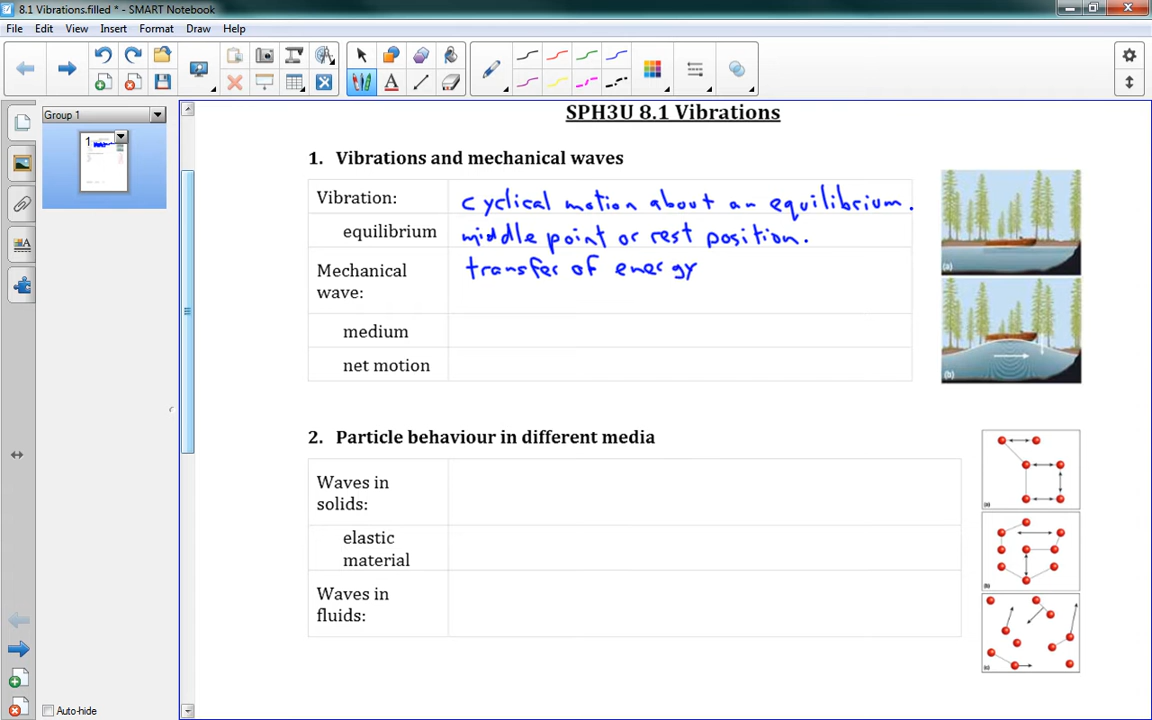 8.1 Vibrations.filled * - SMART Notebook
File Edit View Insert Format Draw Help
Group 1
1
SPH3U 8.1 Vibrations
1. Vibrations and mechanical waves
Vibration: cyclical motion about an equilibrium.
equilibrium middle point or rest position.
Mechanical wave: transfer of energy
medium
net motion
(a)
(b)
2. Particle behaviour in different media
Waves in solids:
elastic material
Waves in fluids:
(a)
(b)
(c)
Auto-hide